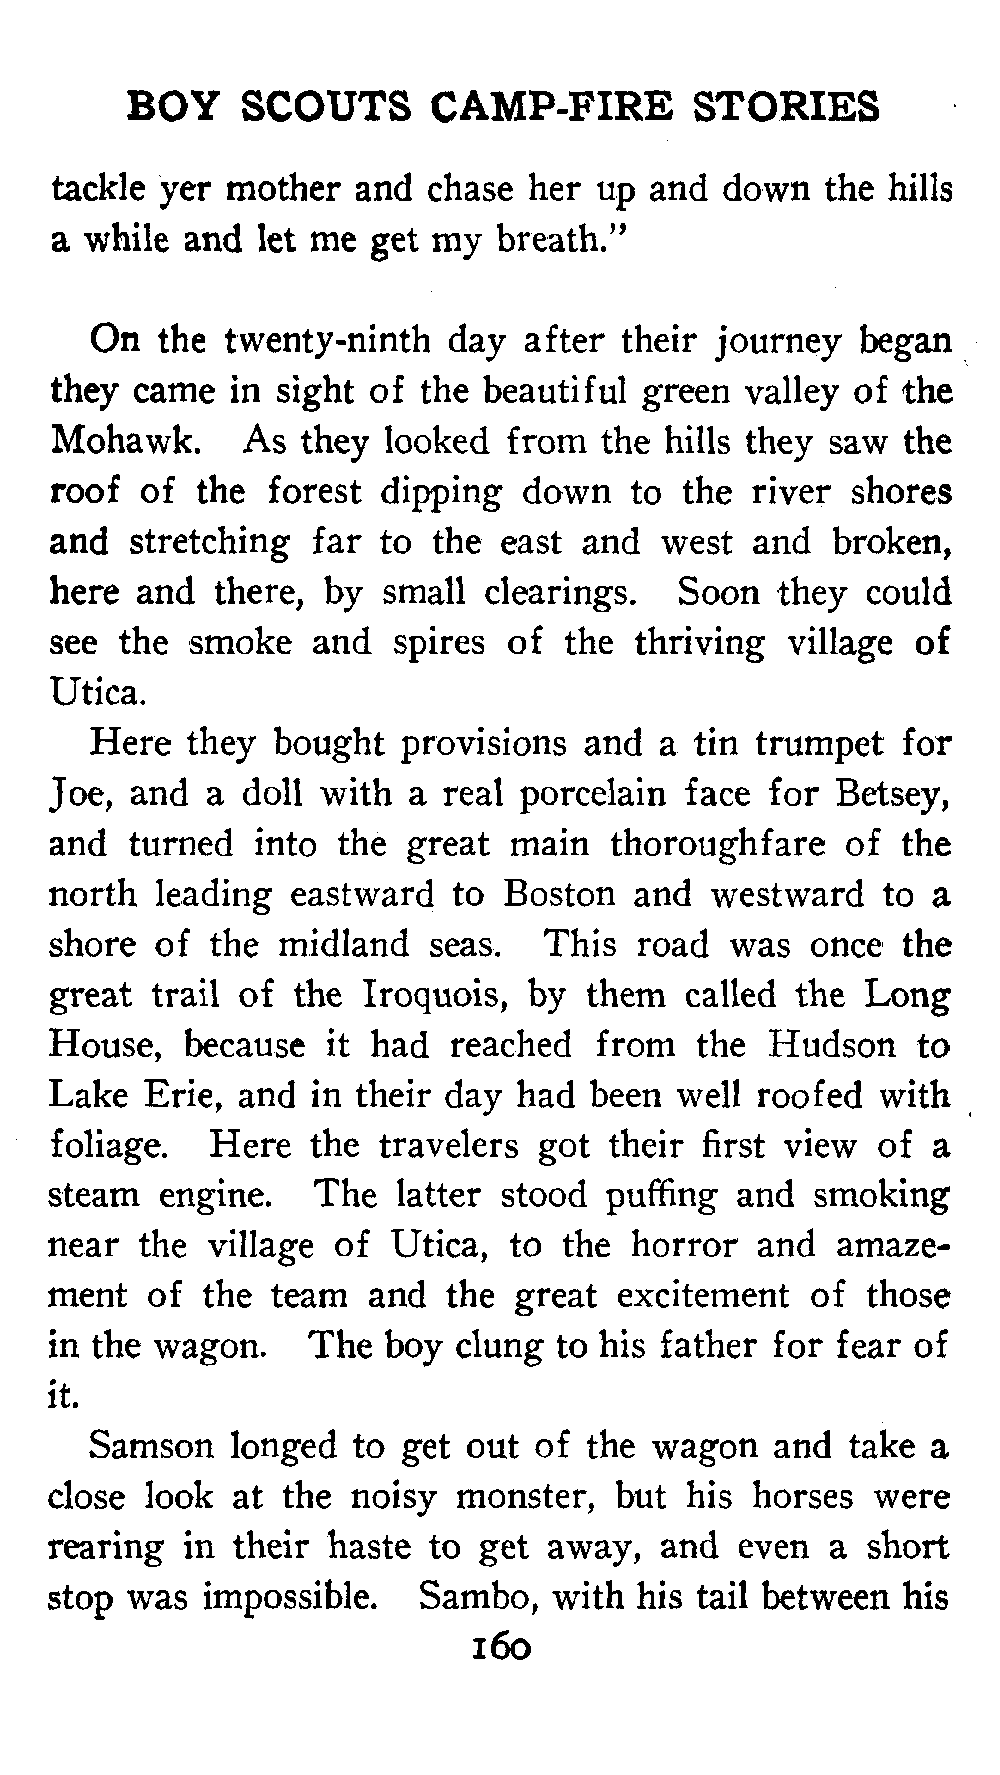 BOY SCOUTS CAMP-FIRE STORIES
tackle yer mother and chase her up and down the hills
a while and let me get my breath."
On the twenty-ninth day after their journey began
they came in sight of the beautiful green valley of the
Mohawk. As they looked from the hills they saw the
roof of the forest dipping down to the river shores
and stretching far to the east and west and broken,
here and there, by small clearings. Soon they could
see the smoke and spires of the thriving village of
Utica.
Here they bought provisions and a tin trumpet for
Joe, and a doll with a real porcelain face for Betsey,
and turned into the great main thoroughfare of the
north leading eastward to Boston and westward to a
shore of the midland seas. This road was once the
great trail of the Iroquois, by them called the Long
House, because it had reached from the Hudson to
Lake Erie, and in their day had been well roofed with
foliage. Here the travelers got their first view of a
steam engine. The latter stood puffing and smoking
near the village of Utica, to the horror and amaze-
ment of the team and the great excitement of those
in the wagon. The boy clung to his father for fear of
it.
Samson longed to get out of the wagon and take a
close look at the noisy monster, but his horses were
rearing in their haste to get away, and even a short
stop was impossible. Sambo, with his tail between his
160